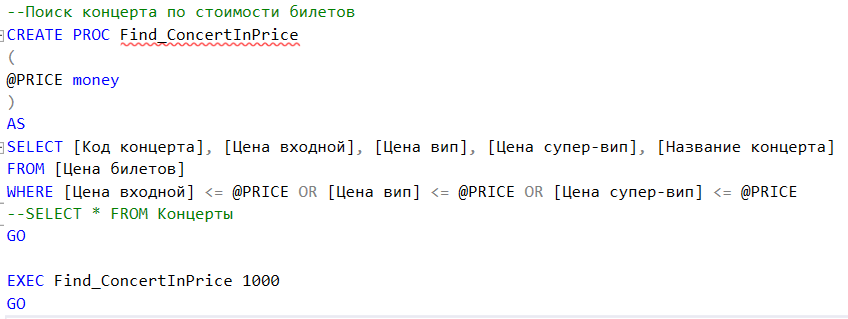 --Поиск концерта по стоимости билетов
CREATE PROC Find_ConcertInPrice
(
@PRICE money
)
AS
SELECT [Код концерта], [Цена входной], [Цена вип], [Цена супер-вип], [Название концерта]
FROM [Цена билетов]
WHERE [Цена входной] <= @PRICE OR [Цена вип] <= @PRICE OR [Цена супер-вип] <= @PRICE
--SELECT * FROM Концерты
GO
EXEC Find_ConcertInPrice 1000
GO